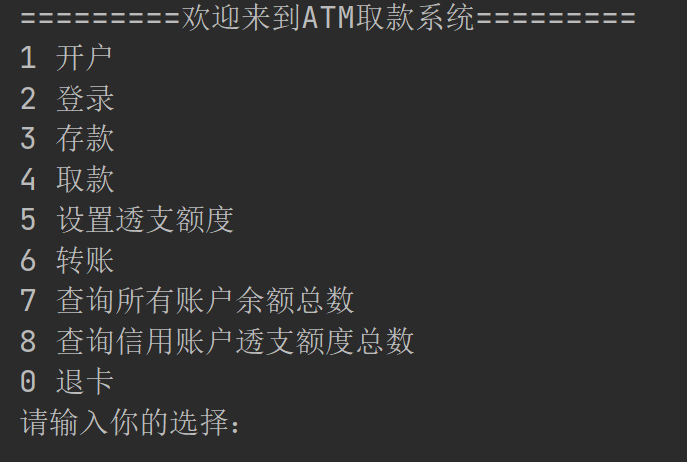 =========欢迎来到ATM取款系统=========
1 开户
2 登录
3 存款
4 取款
5 设置透支额度
6 转账
7 查询所有账户余额总数
8 查询信用账户透支额度总数
0 退卡
请输入你的选择：